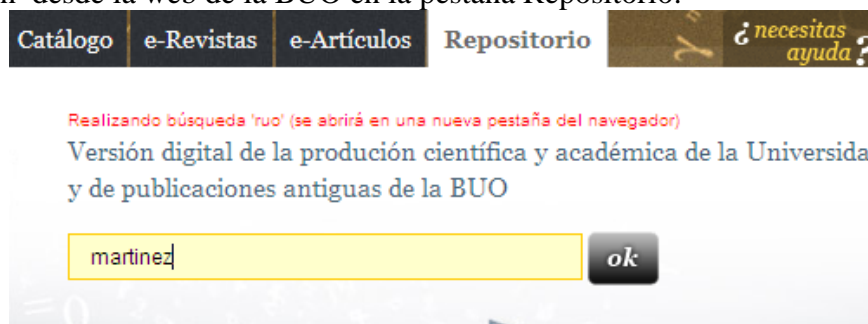 desde la web de la BUO en la pestaña Repositorio:
Catálogo e-Revistas e-Artículos Repositorio ¿necesitas
ayuda?
Realizando búsqueda 'ruo' (se abrirá en una nueva pestaña del navegador)
Versión digital de la produción científica y académica de la Universida
y de publicaciones antiguas de la BUO
martinez ok